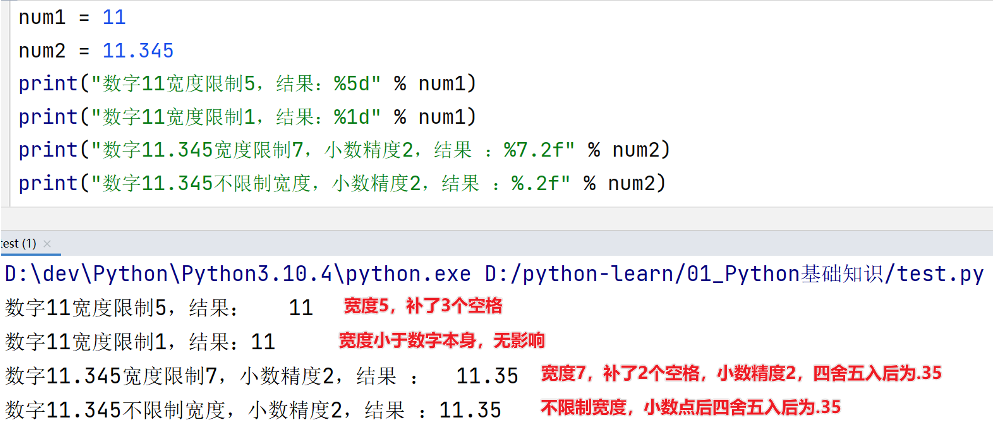 num1 = 11
num2 = 11.345
print("数字11宽度限制5，结果：%5d" % num1)
print("数字11宽度限制1，结果：%1d" % num1)
print("数字11.345宽度限制7，小数精度2，结果 ：%7.2f" % num2)
print("数字11.345不限制宽度，小数精度2，结果 ：%.2f" % num2)
test (1) ×
D:\dev\Python\Python3.10.4\python.exe D:/python-learn/01_Python基础知识/test.py
数字11宽度限制5，结果：   11 宽度5，补了3个空格
数字11宽度限制1，结果：11 宽度小于数字本身，无影响
数字11.345宽度限制7，小数精度2，结果 ：  11.35 宽度7，补了2个空格，小数精度2，四舍五入后为.35
数字11.345不限制宽度，小数精度2，结果 ：11.35 不限制宽度，小数点后四舍五入后为.35